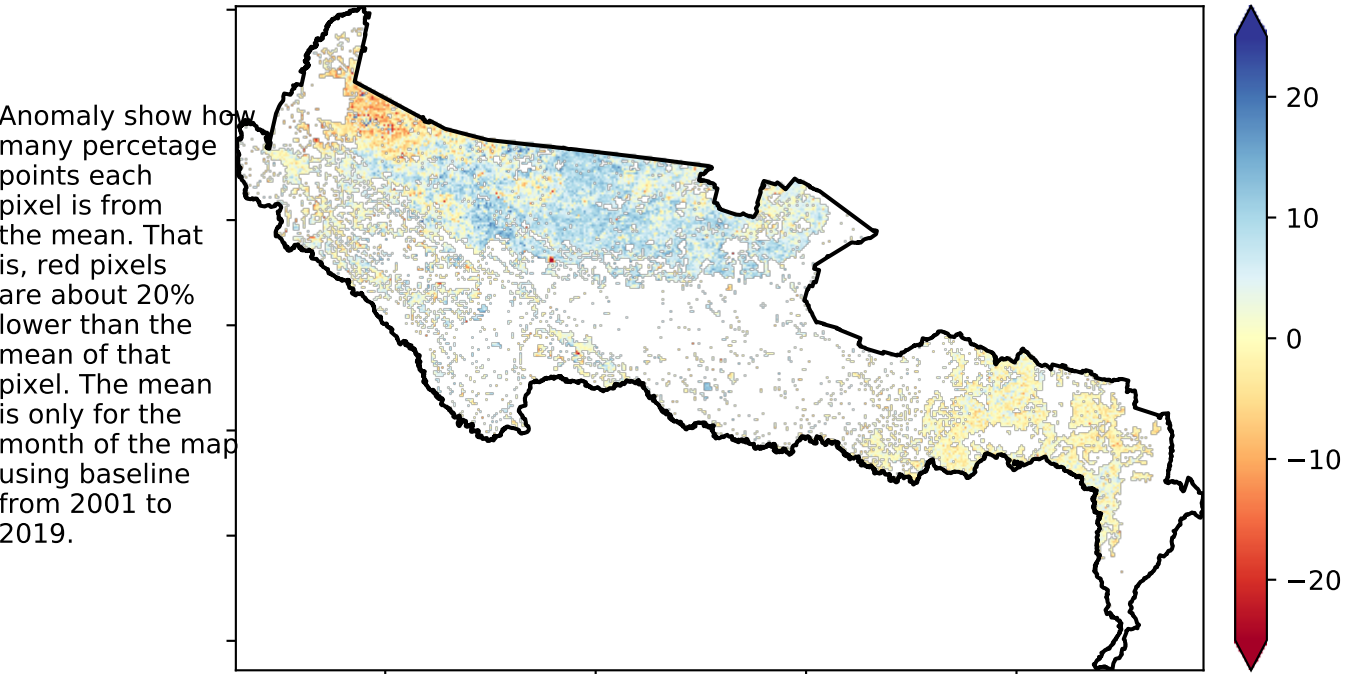 Anomaly show how
many percetage
points each
pixel is from
the mean. That
is, red pixels
are about 20%
lower than the
mean of that
pixel. The mean
is only for the
month of the map
using baseline
from 2001 to
2019.
20
10
0
−10
−20